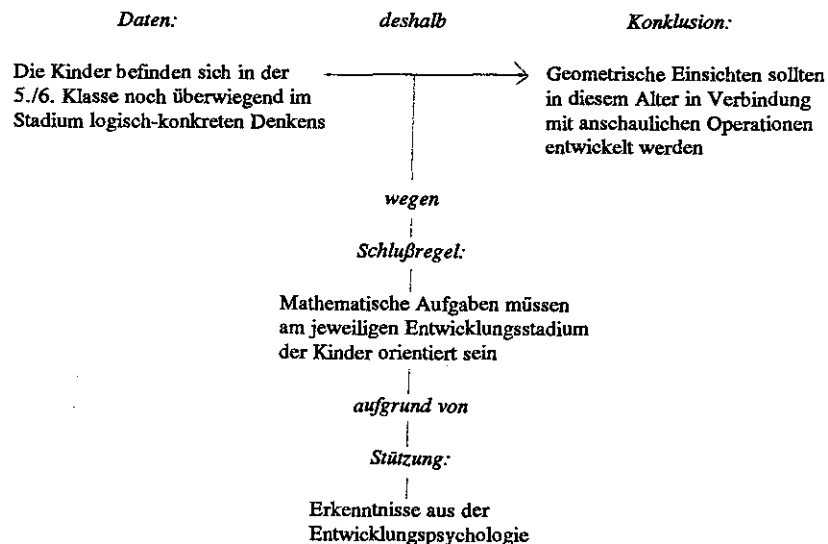 Daten:
deshalb
Konklusion:
Die Kinder befinden sich in der
5./6. Klasse noch überwiegend im
Stadium logisch-konkreten Denkens
Geometrische Einsichten sollten
in diesem Alter in Verbindung
mit anschaulichen Operationen
entwickelt werden
wegen
Schlußregel:
Mathematische Aufgaben müssen
am jeweiligen Entwicklungsstadium
der Kinder orientiert sein
aufgrund von
Stützung:
Erkenntnisse aus der
Entwicklungspsychologie